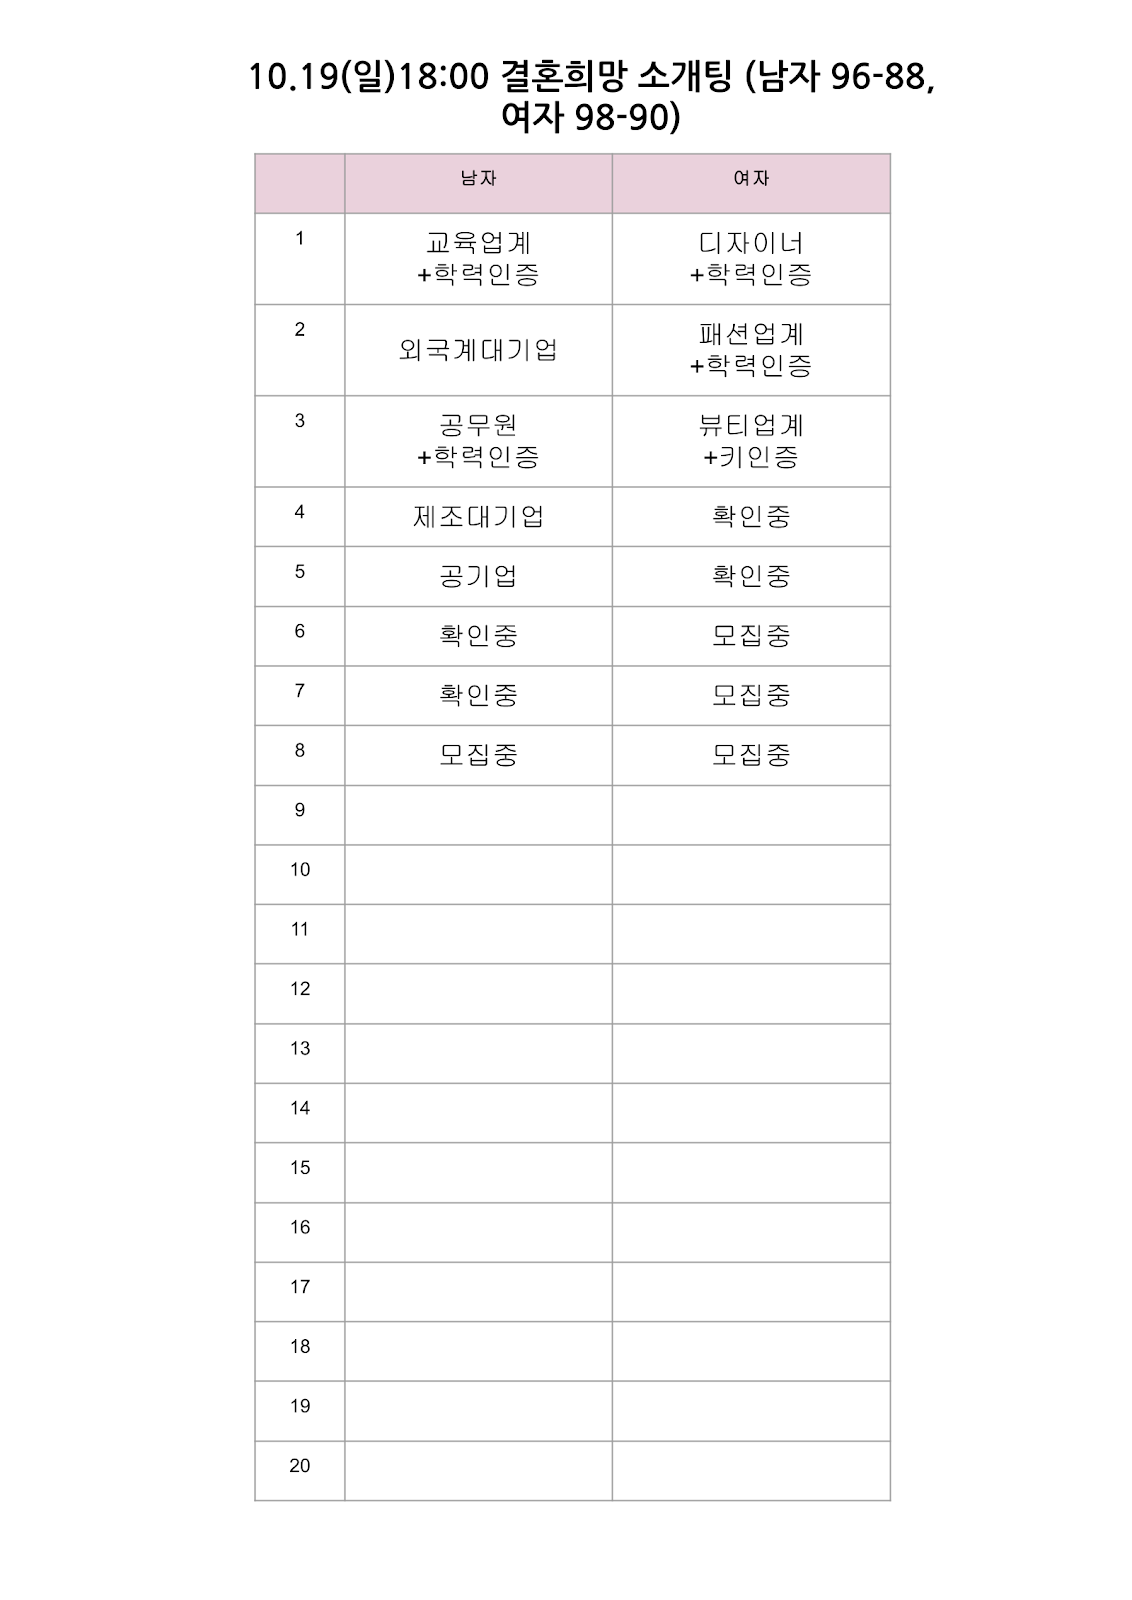 10.19(일)18:00 결혼희망 소개팅 (남자 96-88,
여자 98-90)
남자 여자
1 교육업계 디자이너
+학력인증 +학력인증
2 외국계대기업 패션업계
+학력인증
3 공무원 뷰티업계
+학력인증 +키인증
4 제조대기업 확인중
5 공기업 확인중
6 확인중 모집중
7 확인중 모집중
8 모집중 모집중
9
10
11
12
13
14
15
16
17
18
19
20